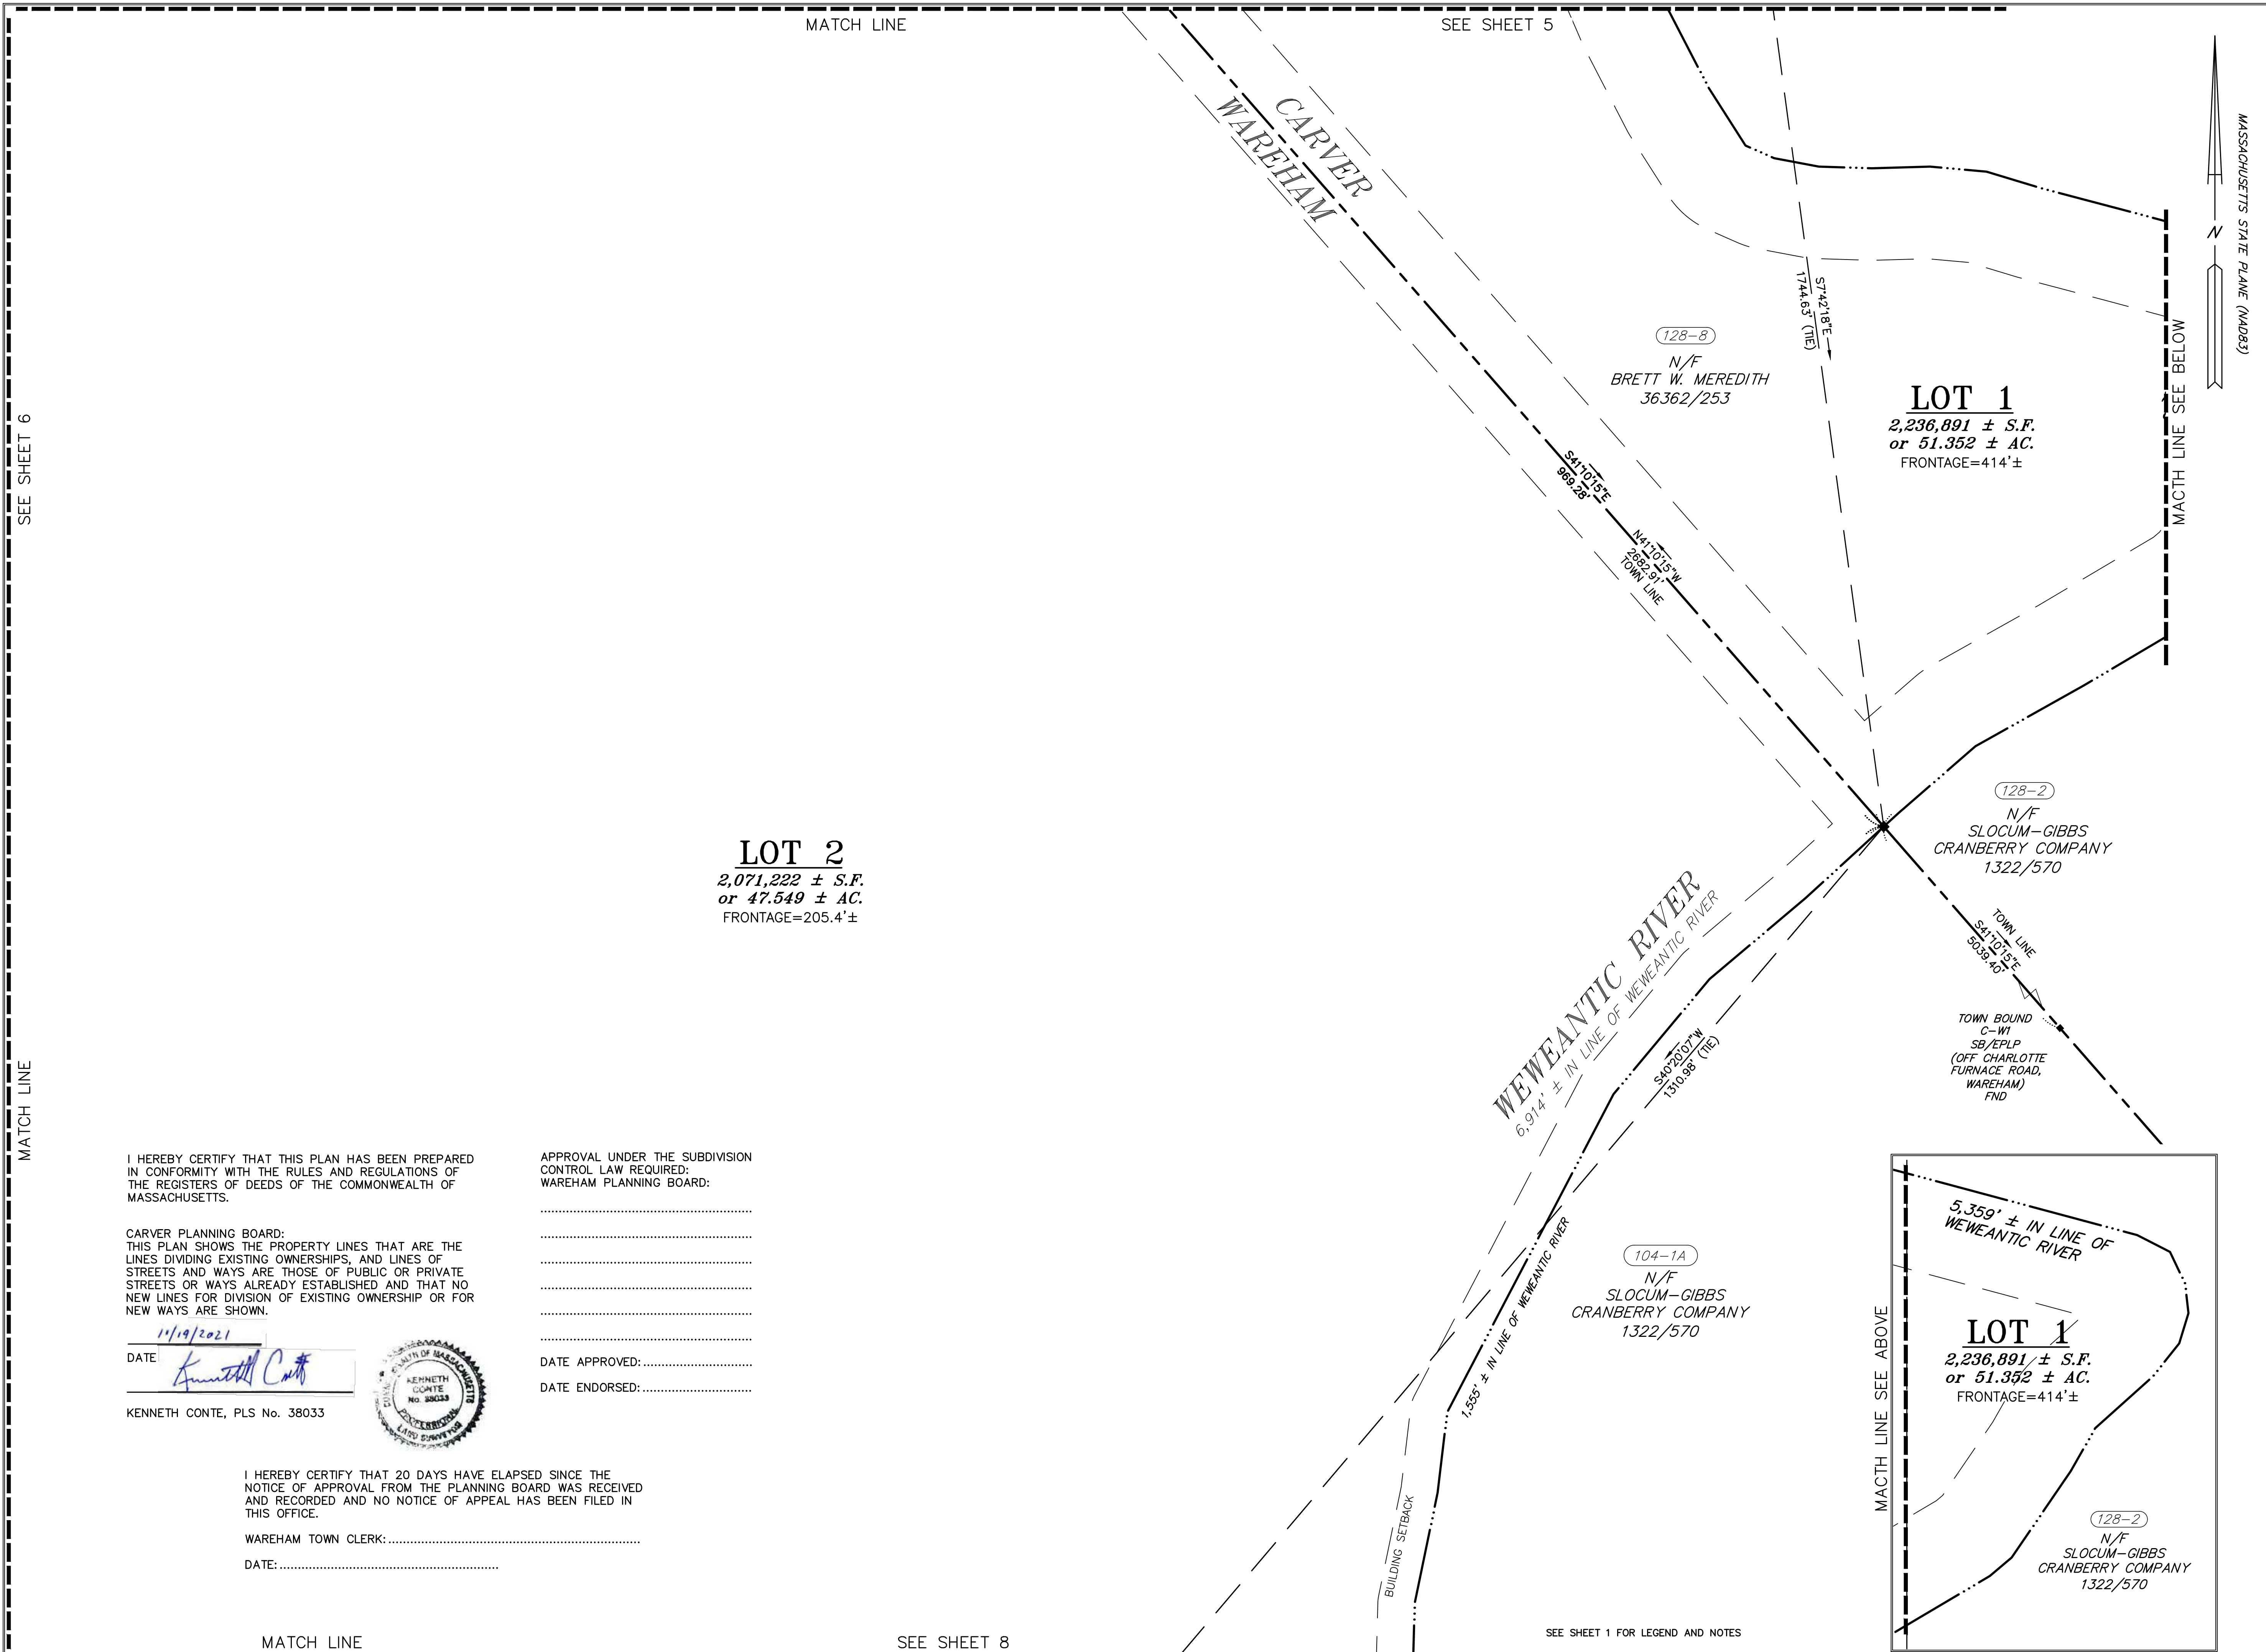 MATCH LINE
SEE SHEET 5
MASSACHUSETTS STATE PLANE (NAD83)
N
CARVER
WAREHAM
S7°42'18"E
1744.63' (TIE)
128-8
N/F
BRETT W. MEREDITH
36362/253
LOT 1
2,236,891 ± S.F.
or 51.352 ± AC.
FRONTAGE=414'±
MACTH LINE SEE BELOW
SEE SHEET 6
MATCH LINE
S41°10'15"E
969.28'
N41°10'15"W
2682.91'
TOWN LINE
LOT 2
2,071,222 ± S.F.
or 47.549 ± AC.
FRONTAGE=205.4'±
128-2
N/F
SLOCUM-GIBBS
CRANBERRY COMPANY
1322/570
TOWN LINE
S41°10'15"E
5039.40'
WEWEANTIC RIVER
6,914' ± IN LINE OF WEWEANTIC RIVER
S40°20'07"W
1310.98' (TIE)
TOWN BOUND
C-W1
SB/EPLP
(OFF CHARLOTTE
FURNACE ROAD,
WAREHAM)
FND
1,555' ± IN LINE OF WEWEANTIC RIVER
104-1A
N/F
SLOCUM-GIBBS
CRANBERRY COMPANY
1322/570
BUILDING SETBACK
I HEREBY CERTIFY THAT THIS PLAN HAS BEEN PREPARED
IN CONFORMITY WITH THE RULES AND REGULATIONS OF
THE REGISTERS OF DEEDS OF THE COMMONWEALTH OF
MASSACHUSETTS.
CARVER PLANNING BOARD:
THIS PLAN SHOWS THE PROPERTY LINES THAT ARE THE
LINES DIVIDING EXISTING OWNERSHIPS, AND LINES OF
STREETS AND WAYS ARE THOSE OF PUBLIC OR PRIVATE
STREETS OR WAYS ALREADY ESTABLISHED AND THAT NO
NEW LINES FOR DIVISION OF EXISTING OWNERSHIP OR FOR
NEW WAYS ARE SHOWN.
10/19/2021
DATE
KENNETH CONTE, PLS No. 38033
OF MASSACHUSETTS
KENNETH
CONTE
No. 38033
PROFESSIONAL
LAND SURVEYOR
APPROVAL UNDER THE SUBDIVISION
CONTROL LAW REQUIRED:
WAREHAM PLANNING BOARD:
DATE APPROVED:
DATE ENDORSED:
I HEREBY CERTIFY THAT 20 DAYS HAVE ELAPSED SINCE THE
NOTICE OF APPROVAL FROM THE PLANNING BOARD WAS RECEIVED
AND RECORDED AND NO NOTICE OF APPEAL HAS BEEN FILED IN
THIS OFFICE.
WAREHAM TOWN CLERK:
DATE:
MATCH LINE
SEE SHEET 8
SEE SHEET 1 FOR LEGEND AND NOTES
MACTH LINE SEE ABOVE
5,359' ± IN LINE OF
WEWEANTIC RIVER
LOT 1
2,236,891 ± S.F.
or 51.352 ± AC.
FRONTAGE=414'±
128-2
N/F
SLOCUM-GIBBS
CRANBERRY COMPANY
1322/570